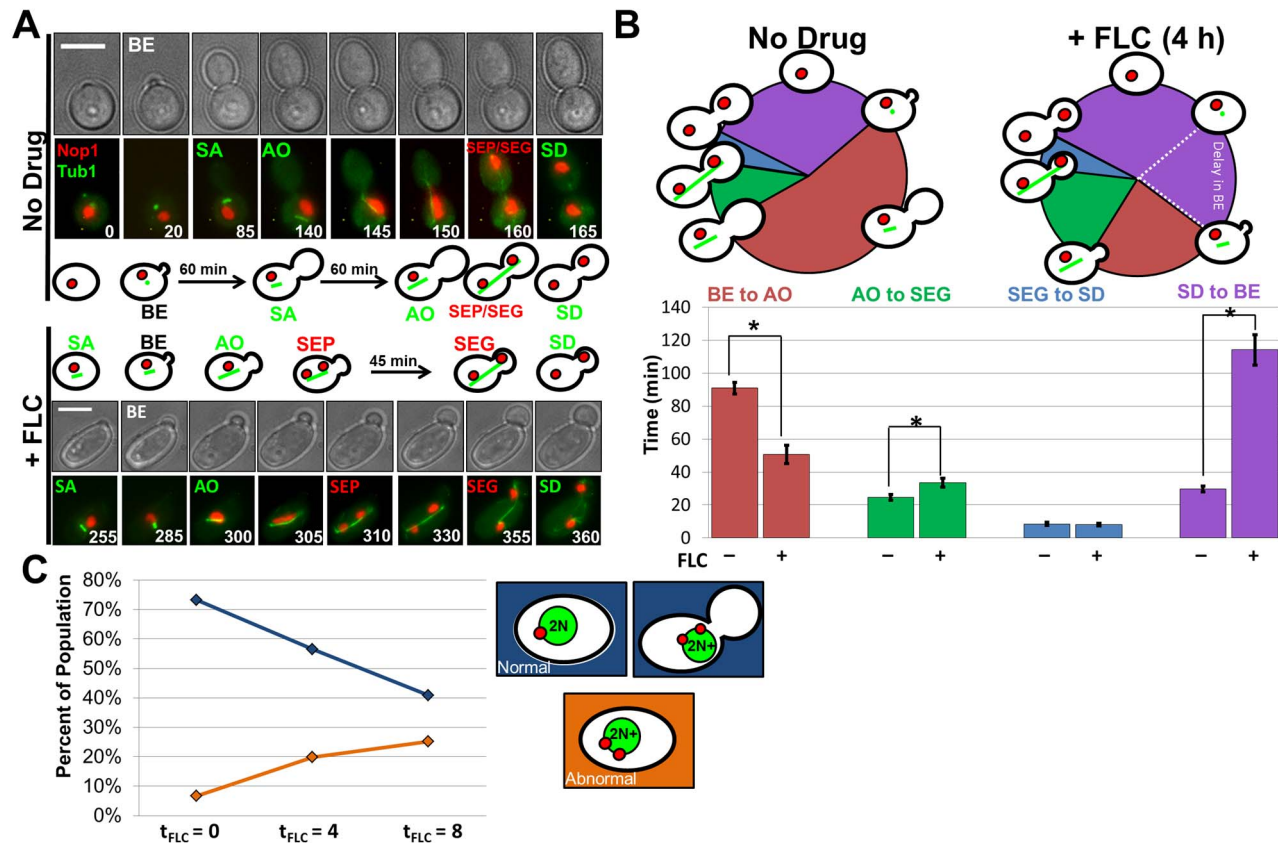 A
No Drug
BE
Nop1
Tub1
SA
AO
SEP/SEG
SD
0
20
85
140
145
150
160
165
60 min
60 min
BE
SA
AO
SEP/SEG
SD
+ FLC
SA
BE
AO
SEP
45 min
SEG
SD
BE
SA
AO
SEP
SEG
SD
255
285
300
305
310
330
355
360
B
No Drug
+ FLC (4 h)
Delay in BE
BE to AO
AO to SEG
SEG to SD
SD to BE
Time (min)
140
120
100
80
60
40
20
0
*
*
*
FLC
– + – + – + – +
C
Percent of Population
80%
70%
60%
50%
40%
30%
20%
10%
0%
tFLC = 0
tFLC = 4
tFLC = 8
2N
Normal
2N+
2N+
Abnormal